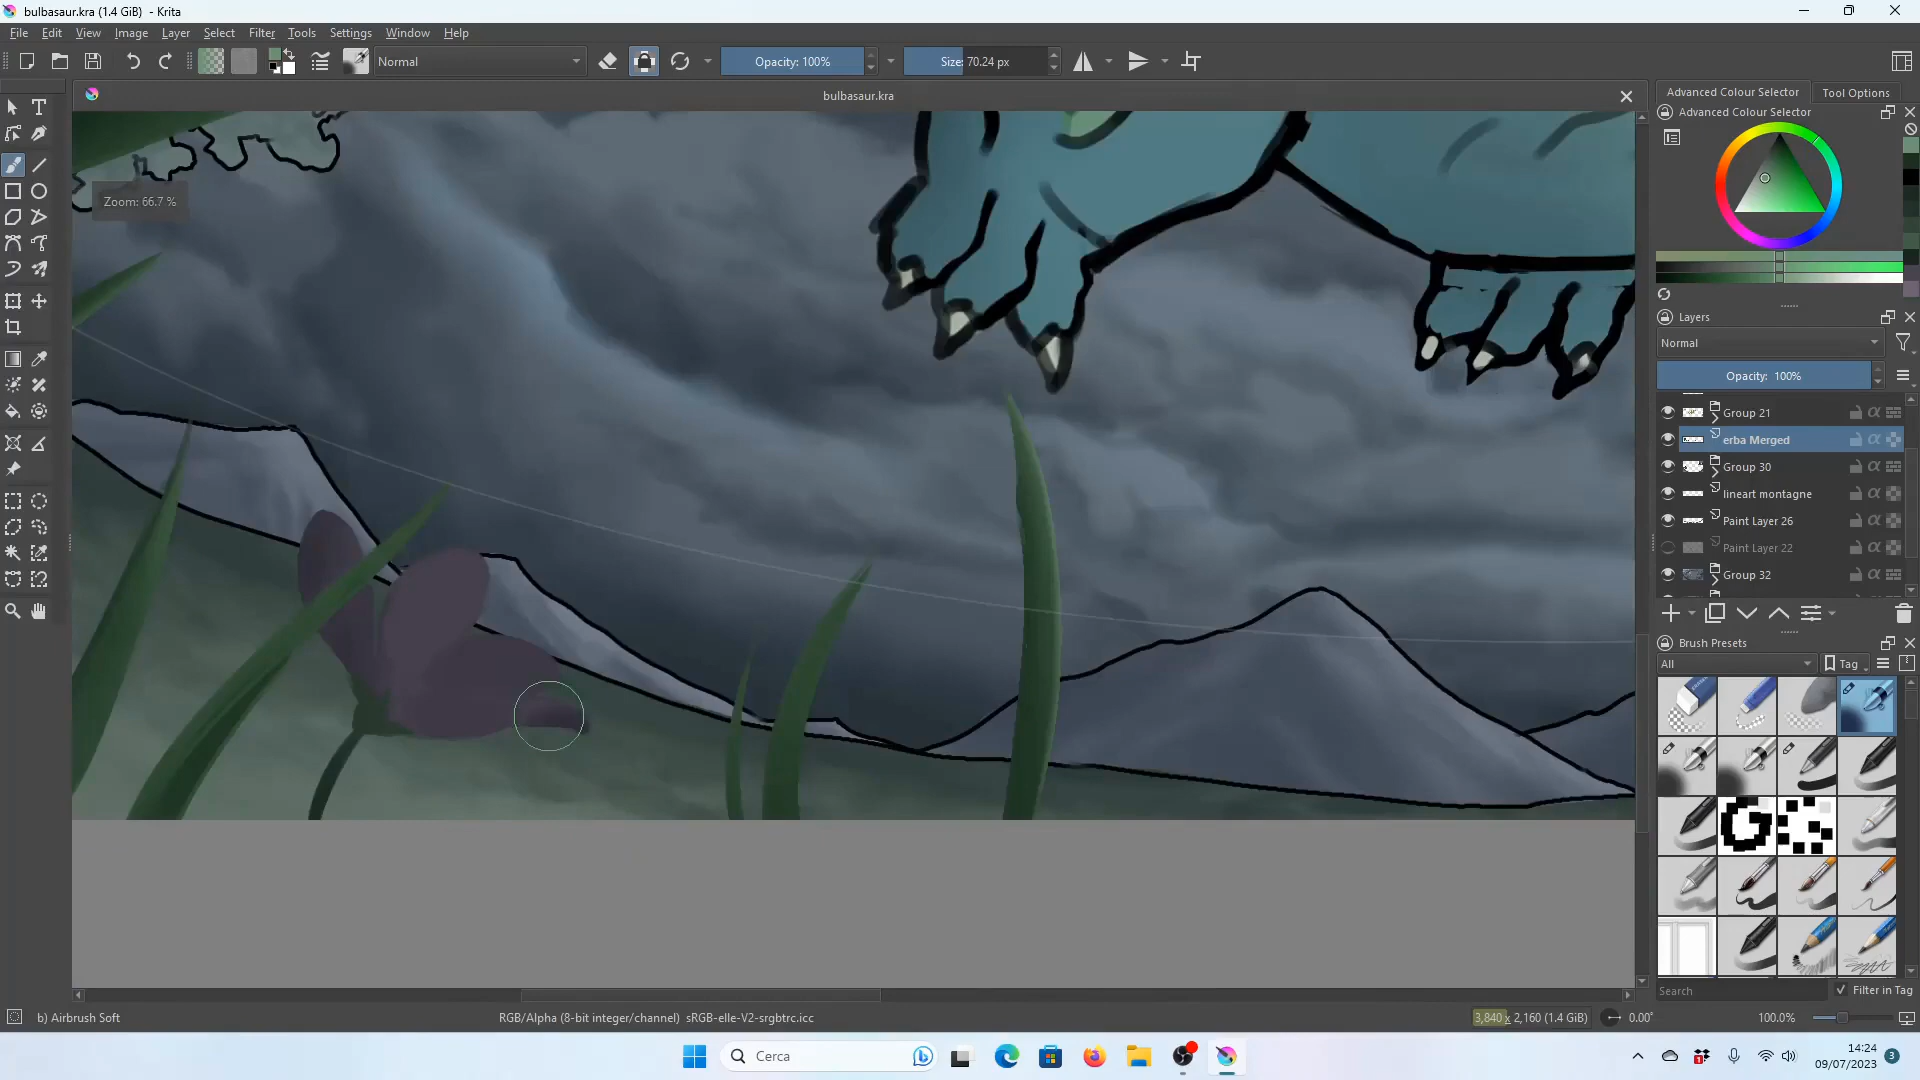 bulbasaur.kra (1.4 GiB)  - Krita
File Edit View Image Layer Select Filter Tools Settings Window Help
Normal
Opacity: 100%
Size: 70.24 px
bulbasaur.kra
Zoom: 66.7 %
Advanced Colour Selector
Tool Options
Advanced Colour Selector
Layers
Normal
Opacity:  100%
Group 21
erba Merged
Group 30
lineart montagne
Paint Layer 26
Paint Layer 22
Group 32
Brush Presets
All
Tag
Search
Filter in Tag
b) Airbrush Soft
RGB/Alpha (8-bit integer/channel)  sRGB-elle-V2-srgbtrc.icc
3,840 x 2,160 (1.4 GiB)
0.00°
100.0%
Cerca
1
14:24
09/07/2023
3